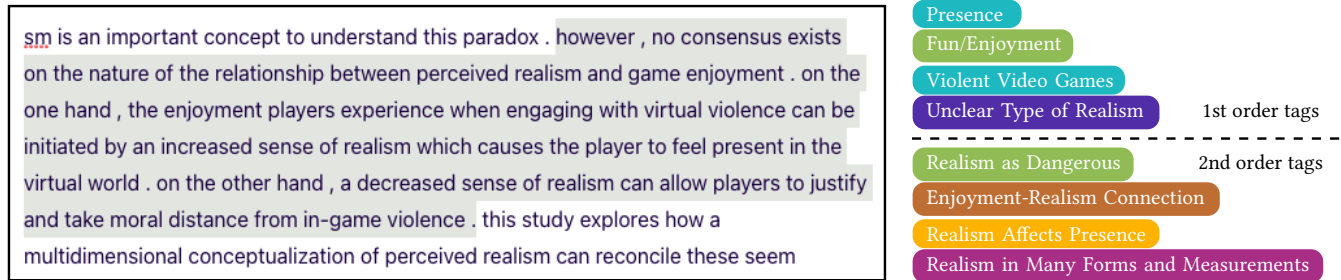 sm is an important concept to understand this paradox . however , no consensus exists
on the nature of the relationship between perceived realism and game enjoyment . on the
one hand , the enjoyment players experience when engaging with virtual violence can be
initiated by an increased sense of realism which causes the player to feel present in the
virtual world . on the other hand , a decreased sense of realism can allow players to justify
and take moral distance from in-game violence . this study explores how a
multidimensional conceptualization of perceived realism can reconcile these seem
Presence
Fun/Enjoyment
Violent Video Games
Unclear Type of Realism
1st order tags
Realism as Dangerous
2nd order tags
Enjoyment-Realism Connection
Realism Affects Presence
Realism in Many Forms and Measurements